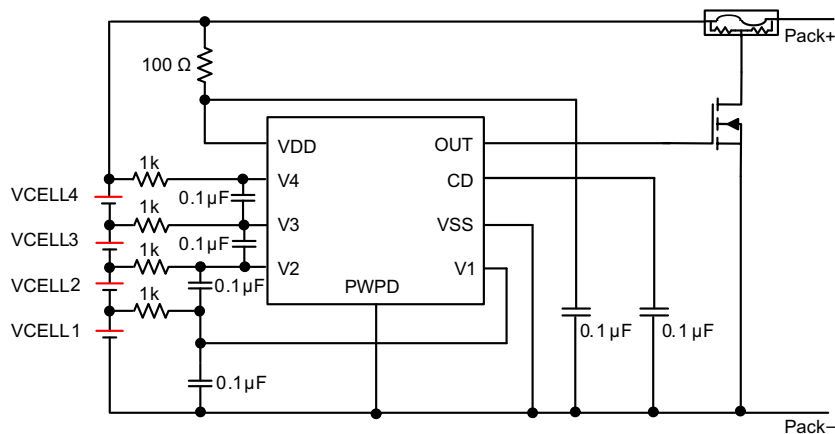 Pack+
100 Ω
VDD
OUT
1k
V4
CD
VCELL4
0.1µF
1k
V3
VSS
VCELL3
0.1µF
1k
V2
V1
VCELL2
0.1µF
PWPD
1k
VCELL1
0.1µF
0.1µF
0.1µF
Pack–